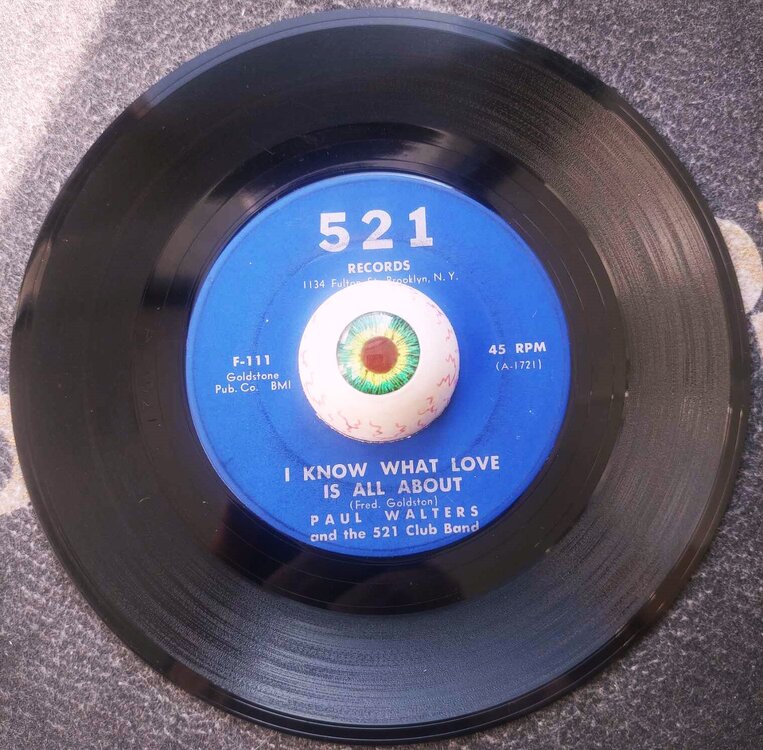 521
RECORDS
1134 Fulton St. Brooklyn, N. Y.
F-111
Goldstone
Pub. Co. BMI
45 RPM
(A-1721)
I KNOW WHAT LOVE
IS ALL ABOUT
(Fred. Goldston)
PAUL WALTERS
and the 521 Club Band